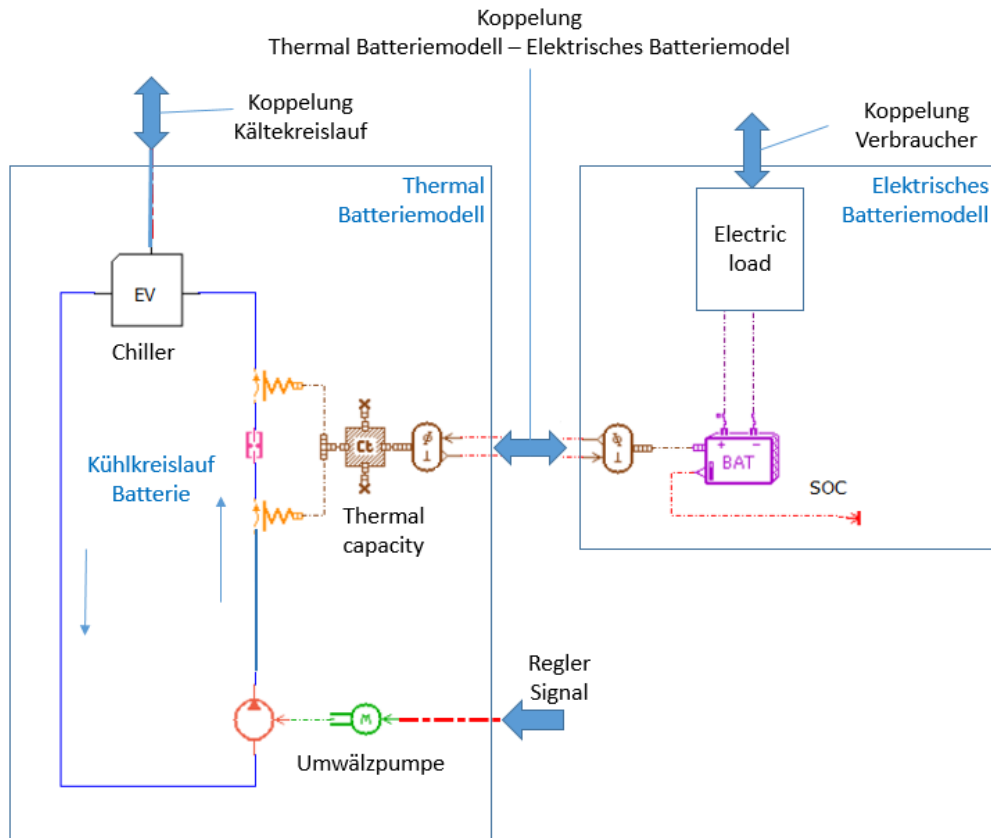 Koppelung
Thermal Batteriemodell – Elektrisches Batteriemodel
Koppelung
Kältekreislauf
Koppelung
Verbraucher
Thermal
Batteriemodell
Elektrisches
Batteriemodell
Electric
load
EV
Chiller
Ct
+ −
BAT
SOC
Kühlkreislauf
Batterie
Thermal
capacity
Regler
Signal
M
Umwälzpumpe